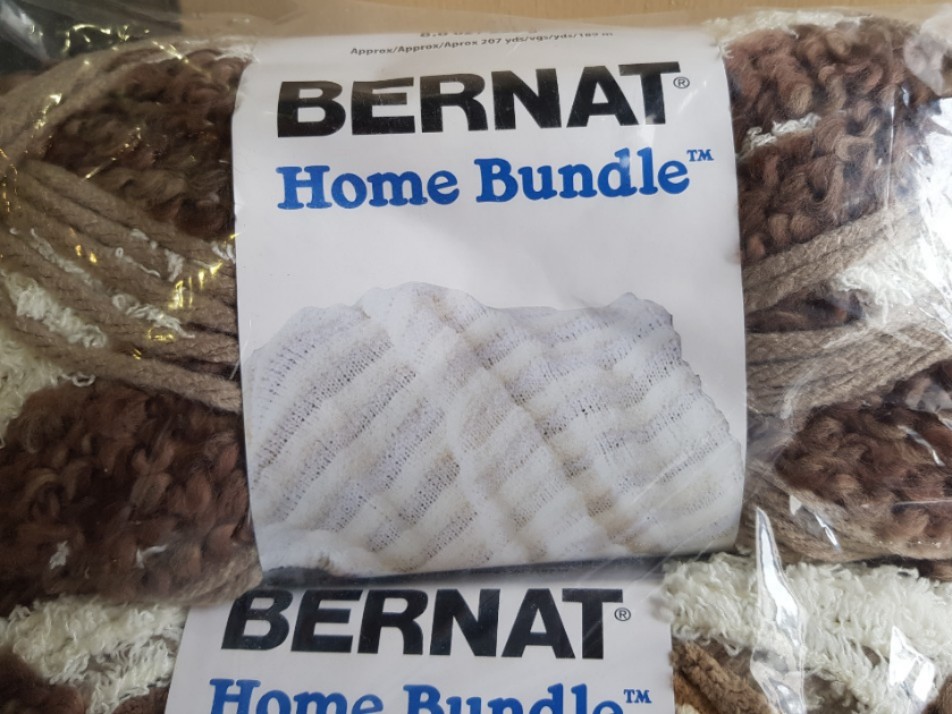 Approx/Approx/Aprox 207 yds/vgs/yds/189 m
BERNAT®
Home Bundle™
BERNAT®
Home Bundle™